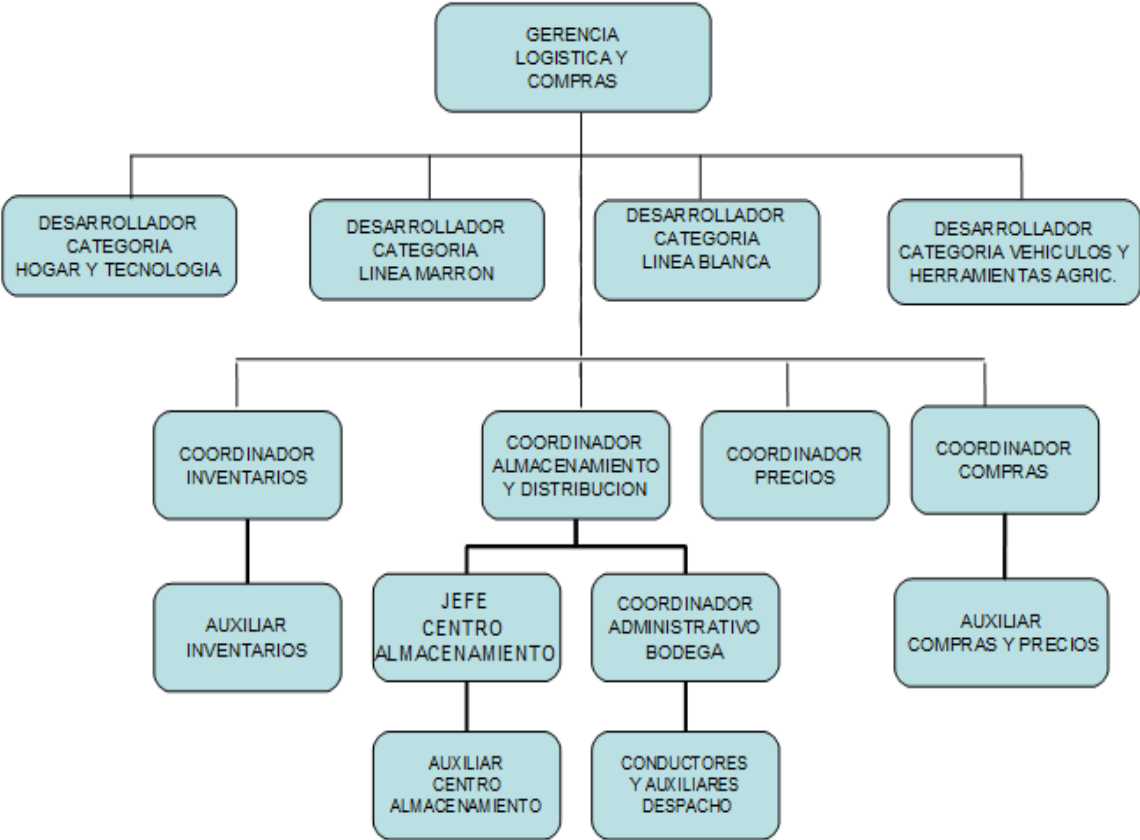 GERENCIA
LOGISTICA Y
COMPRAS
DESARROLLADOR
CATEGORIA
HOGAR Y TECNOLOGIA
DESARROLLADOR
CATEGORIA
LINEA MARRON
DESARROLLADOR
CATEGORIA
LINEA BLANCA
DESARROLLADOR
CATEGORIA VEHICULOS Y
HERRAMIENTAS AGRIC.
COORDINADOR
INVENTARIOS
COORDINADOR
ALMACENAMIENTO
Y DISTRIBUCION
COORDINADOR
PRECIOS
COORDINADOR
COMPRAS
AUXILIAR
INVENTARIOS
JEFE
CENTRO
ALMACENAMIENTO
COORDINADOR
ADMINISTRATIVO
BODEGA
AUXILIAR
COMPRAS Y PRECIOS
AUXILIAR
CENTRO
ALMACENAMIENTO
CONDUCTORES
Y AUXILIARES
DESPACHO